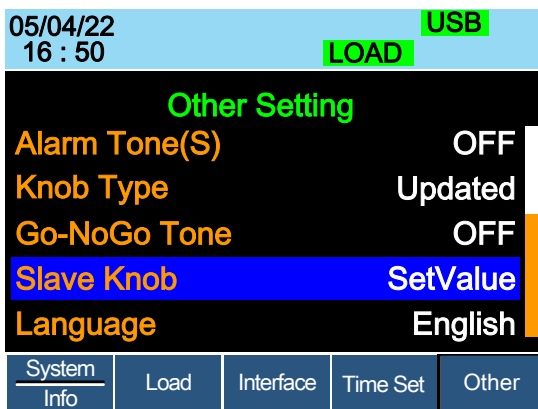 05/04/22
USB
16 : 50
LOAD
Other Setting
Alarm Tone(S) OFF
Knob Type Updated
Go-NoGo Tone OFF
Slave Knob SetValue
Language English
System
Info
Load
Interface
Time Set
Other